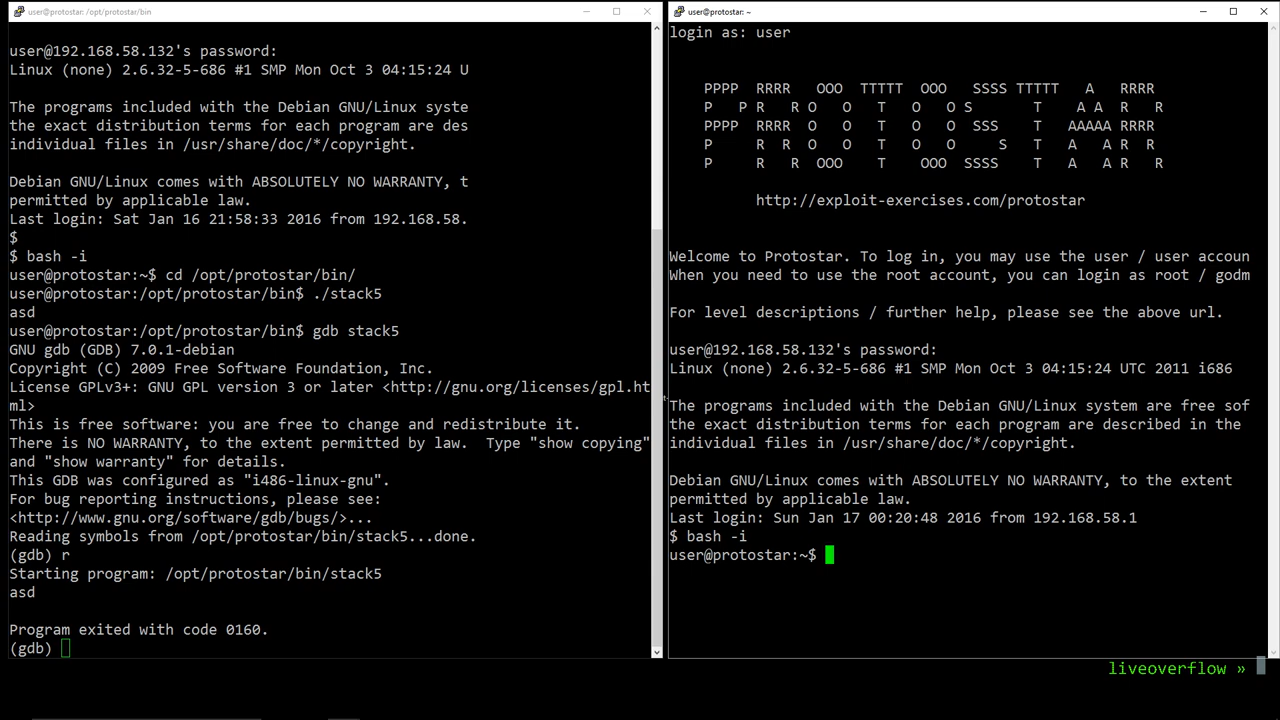 user@protostar: /opt/protostar/bin
user@192.168.58.132's password:
Linux (none) 2.6.32-5-686 #1 SMP Mon Oct 3 04:15:24 U
The programs included with the Debian GNU/Linux syste
the exact distribution terms for each program are des
individual files in /usr/share/doc/*/copyright.
Debian GNU/Linux comes with ABSOLUTELY NO WARRANTY, t
permitted by applicable law.
Last login: Sat Jan 16 21:58:33 2016 from 192.168.58.
$
$ bash -i
user@protostar:~$ cd /opt/protostar/bin/
user@protostar:/opt/protostar/bin$ ./stack5
asd
user@protostar:/opt/protostar/bin$ gdb stack5
GNU gdb (GDB) 7.0.1-debian
Copyright (C) 2009 Free Software Foundation, Inc.
License GPLv3+: GNU GPL version 3 or later <http://gnu.org/licenses/gpl.ht
ml>
This is free software: you are free to change and redistribute it.
There is NO WARRANTY, to the extent permitted by law.  Type "show copying"
and "show warranty" for details.
This GDB was configured as "i486-linux-gnu".
For bug reporting instructions, please see:
<http://www.gnu.org/software/gdb/bugs/>...
Reading symbols from /opt/protostar/bin/stack5...done.
(gdb) r
Starting program: /opt/protostar/bin/stack5
asd
Program exited with code 0160.
(gdb)
user@protostar: ~
login as: user
PPPP  RRRR   OOO  TTTTT  OOO   SSSS TTTTT   A   RRRR
P   P R   R O   O   T   O   O S       T    A A  R   R
PPPP  RRRR  O   O   T   O   O  SSS    T   AAAAA RRRR
P     R  R  O   O   T   O   O     S   T   A   A R  R
P     R   R  OOO    T    OOO  SSSS    T   A   A R   R
http://exploit-exercises.com/protostar
Welcome to Protostar. To log in, you may use the user / user accoun
When you need to use the root account, you can login as root / godm
For level descriptions / further help, please see the above url.
user@192.168.58.132's password:
Linux (none) 2.6.32-5-686 #1 SMP Mon Oct 3 04:15:24 UTC 2011 i686
The programs included with the Debian GNU/Linux system are free sof
the exact distribution terms for each program are described in the
individual files in /usr/share/doc/*/copyright.
Debian GNU/Linux comes with ABSOLUTELY NO WARRANTY, to the extent
permitted by applicable law.
Last login: Sun Jan 17 00:20:48 2016 from 192.168.58.1
$ bash -i
user@protostar:~$
liveoverflow »